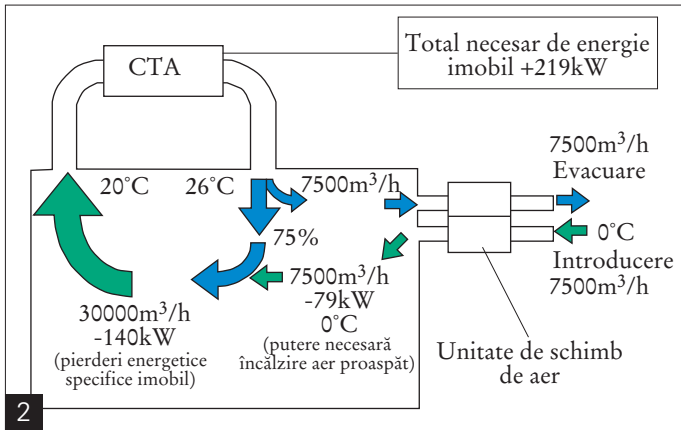 CTA
Total necesar de energie
imobil +219kW
20°C
26°C
7500m³/h
75%
7500m³/h
-79kW
0°C
(putere necesară
încălzire aer proaspăt)
30000m³/h
-140kW
(pierderi energetice
specifice imobil)
7500m³/h
Evacuare
0°C
Introducere
7500m³/h
Unitate de schimb
de aer
2